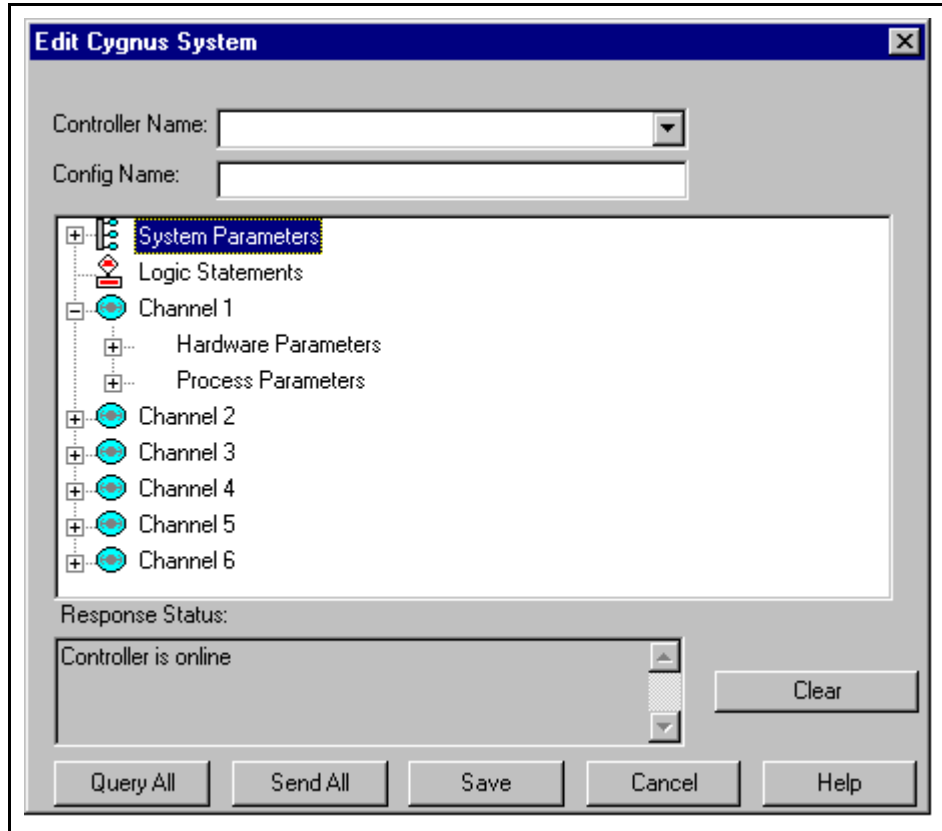 Edit Cygnus System
Controller Name:
Config Name:
System Parameters
Logic Statements
Channel 1
Hardware Parameters
Process Parameters
Channel 2
Channel 3
Channel 4
Channel 5
Channel 6
Response Status:
Controller is online
Clear
Query All Send All Save Cancel Help